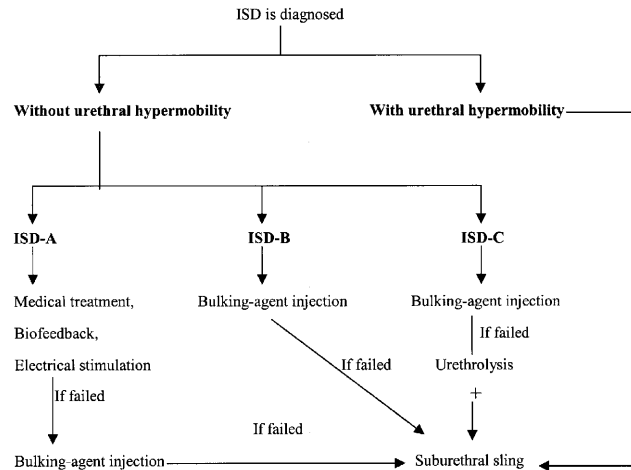 ISD is diagnosed
Without urethral hypermobility
With urethral hypermobility
ISD-A
ISD-B
ISD-C
Medical treatment,
Biofeedback,
Electrical stimulation
If failed
Bulking-agent injection
Bulking-agent injection
If failed
Bulking-agent injection
If failed
Urethrolysis
+
If failed
Suburethral sling